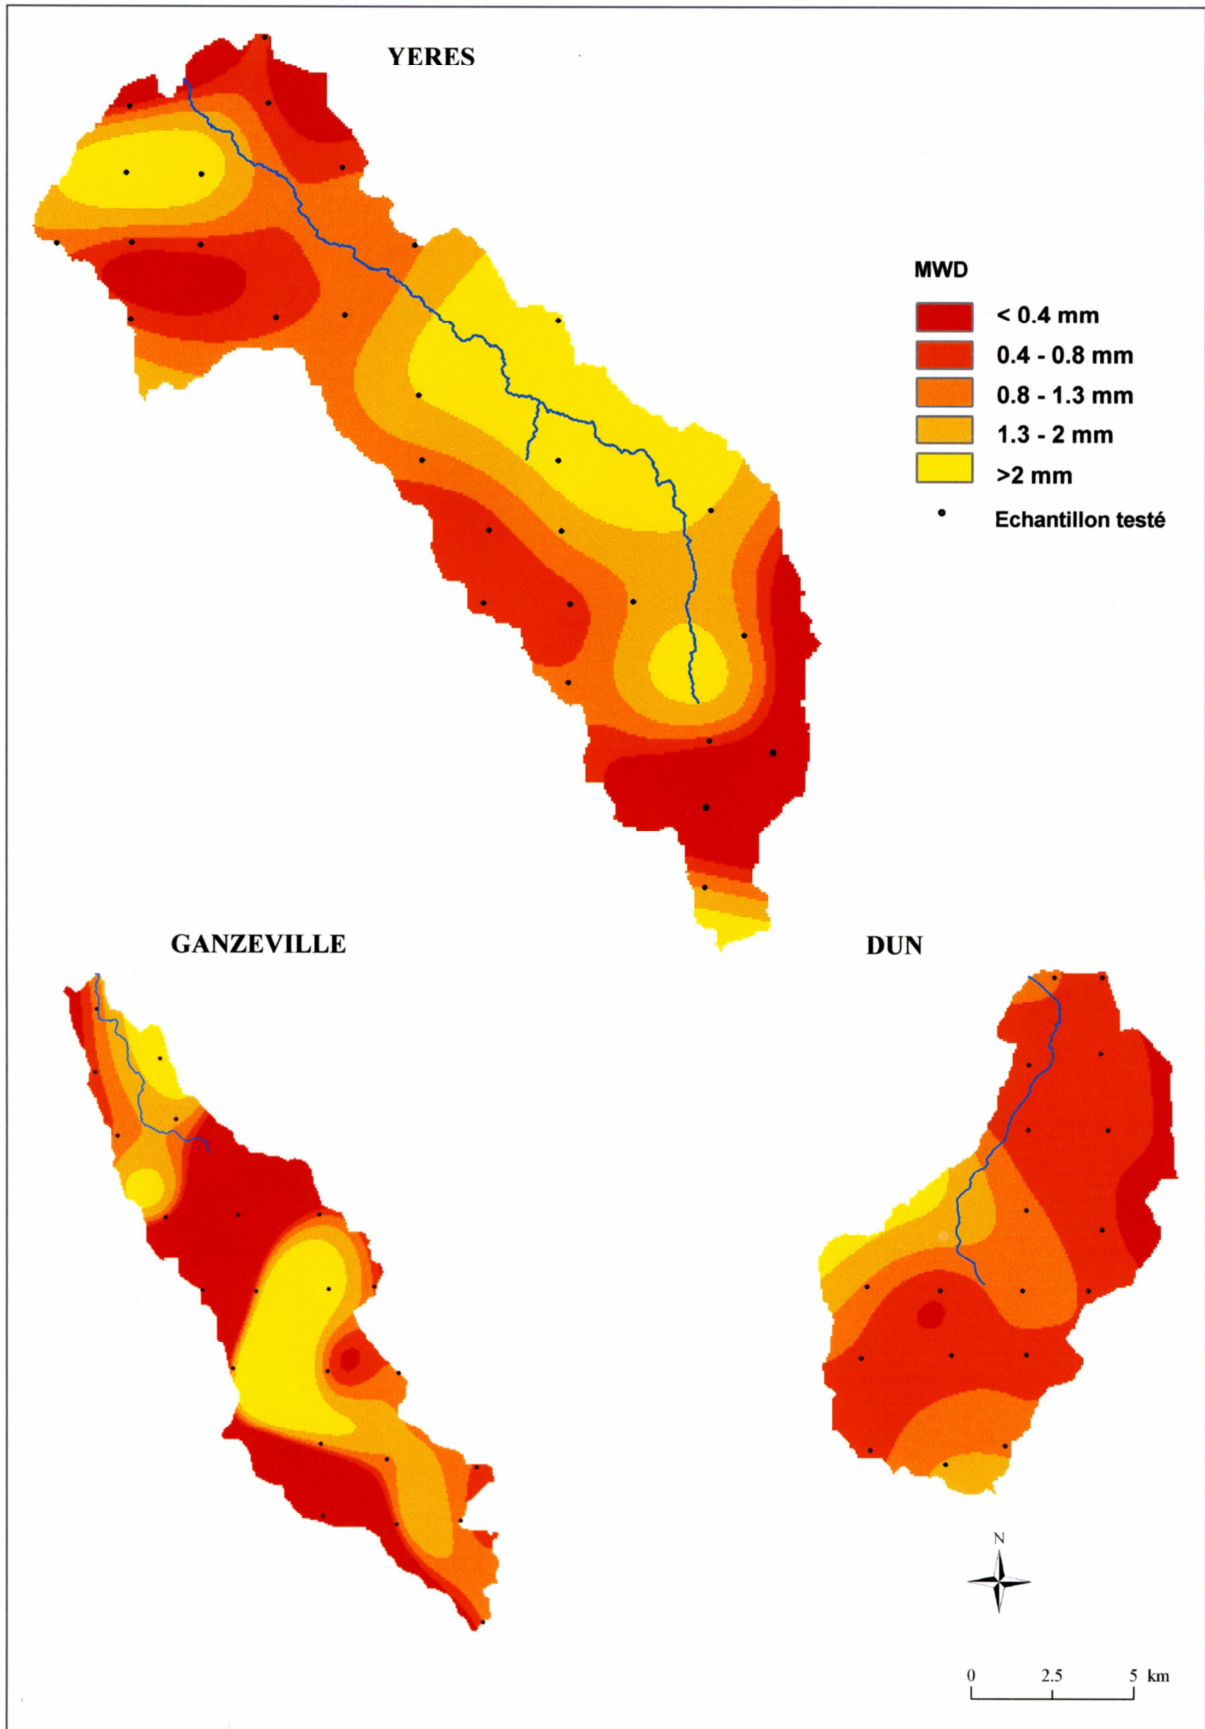 YERES
MWD
< 0.4 mm
0.4 - 0.8 mm
0.8 - 1.3 mm
1.3 - 2 mm
>2 mm
Echantillon testé
GANZEVILLE
DUN
N
0 2.5 5 km